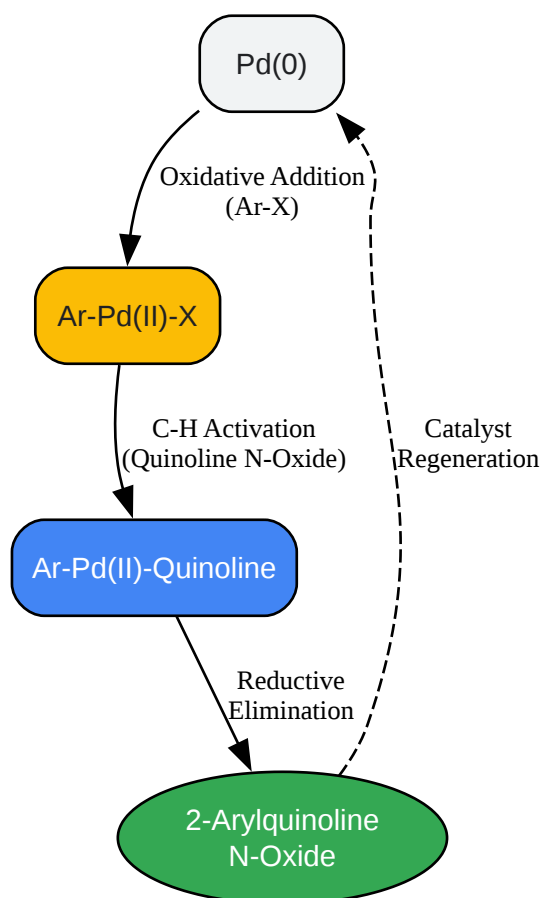 Pd(0)
Oxidative Addition
(Ar-X)
Ar-Pd(II)-X
C-H Activation
(Quinoline N-Oxide)
Catalyst
Regeneration
Ar-Pd(II)-Quinoline
Reductive
Elimination
2-Arylquinoline
N-Oxide